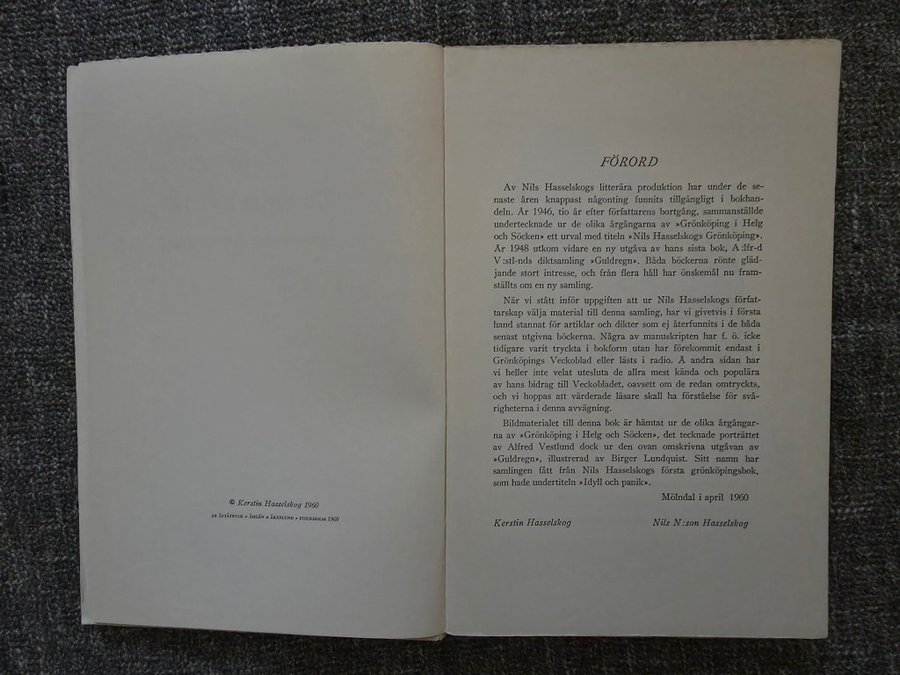 © Kerstin Hasselskog 1960
ÅHLÉN & ÅKERLUND • STOCKHOLM 1960
FÖRORD
Av Nils Hasselskogs litterära produktion har under de se-
naste åren knappast någonting funnits tillgängligt i bokhan-
deln. År 1946, tio år efter författarens bortgång, sammanställde
undertecknade ur de olika årgångarna av »Grönköping i Helg
och Söcken» ett urval med titeln »Nils Hasselskogs Grönköping».
År 1948 utkom vidare en ny utgåva av hans sista bok, A:lfr-d
V:stl-nds diktsamling »Guldregn». Båda böckerna rönte gläd-
jande stort intresse, och från flera håll har önskemål nu fram-
ställts om en ny samling.
När vi stått inför uppgiften att ur Nils Hasselskogs förfat-
tarskap välja material till denna samling, har vi givetvis i första
hand stannat för artiklar och dikter som ej återfunnits i de båda
senast utgivna böckerna. Några av manuskripten har f. ö. icke
tidigare varit tryckta i bokform utan har förekommit endast i
Grönköpings Veckoblad eller lästs i radio. Å andra sidan har
vi heller inte velat utesluta de allra mest kända och populära
av hans bidrag till Veckobladet, oavsett om de redan omtryckts,
och vi hoppas att värderade läsare skall ha förståelse för svå-
righeterna i denna avvägning.
Bildmaterialet till denna bok är hämtat ur de olika årgångar-
na av »Grönköping i Helg och Söcken», det tecknade porträttet
av Alfred Vestlund dock ur den ovan omskrivna utgåvan av
»Guldregn», illustrerad av Birger Lundquist. Sitt namn har
samlingen fått från Nils Hasselskogs första grönköpingsbok,
som hade undertiteln »Idyll och panik».
Mölndal i april 1960
Kerstin Hasselskog Nils N:son Hasselskog